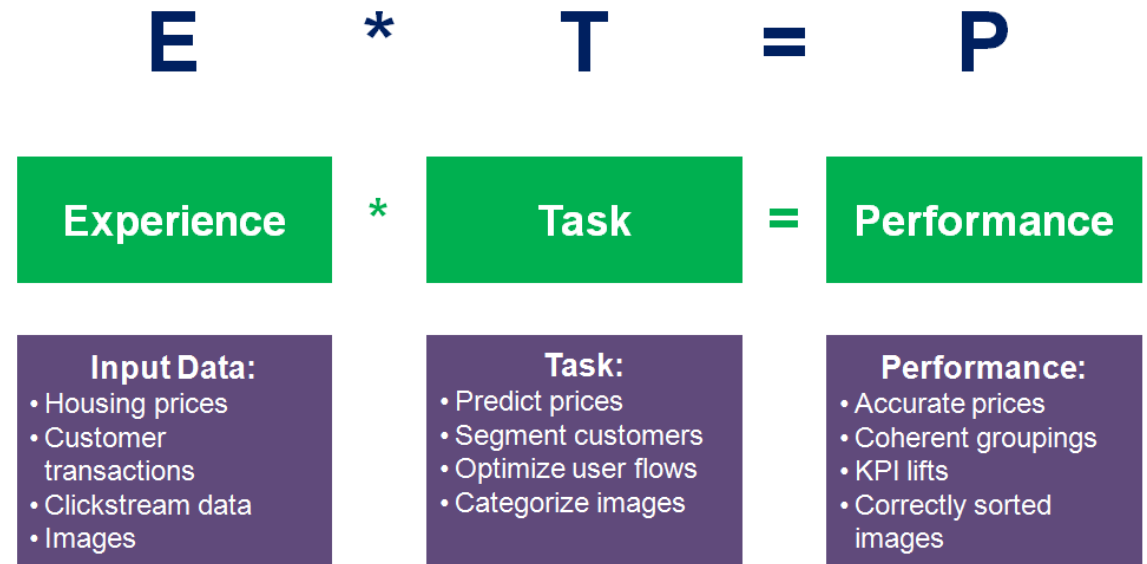 E * T = P
Experience * Task = Performance
Input Data:
• Housing prices
• Customer
transactions
• Clickstream data
• Images
Task:
• Predict prices
• Segment customers
• Optimize user flows
• Categorize images
Performance:
• Accurate prices
• Coherent groupings
• KPI lifts
• Correctly sorted
images